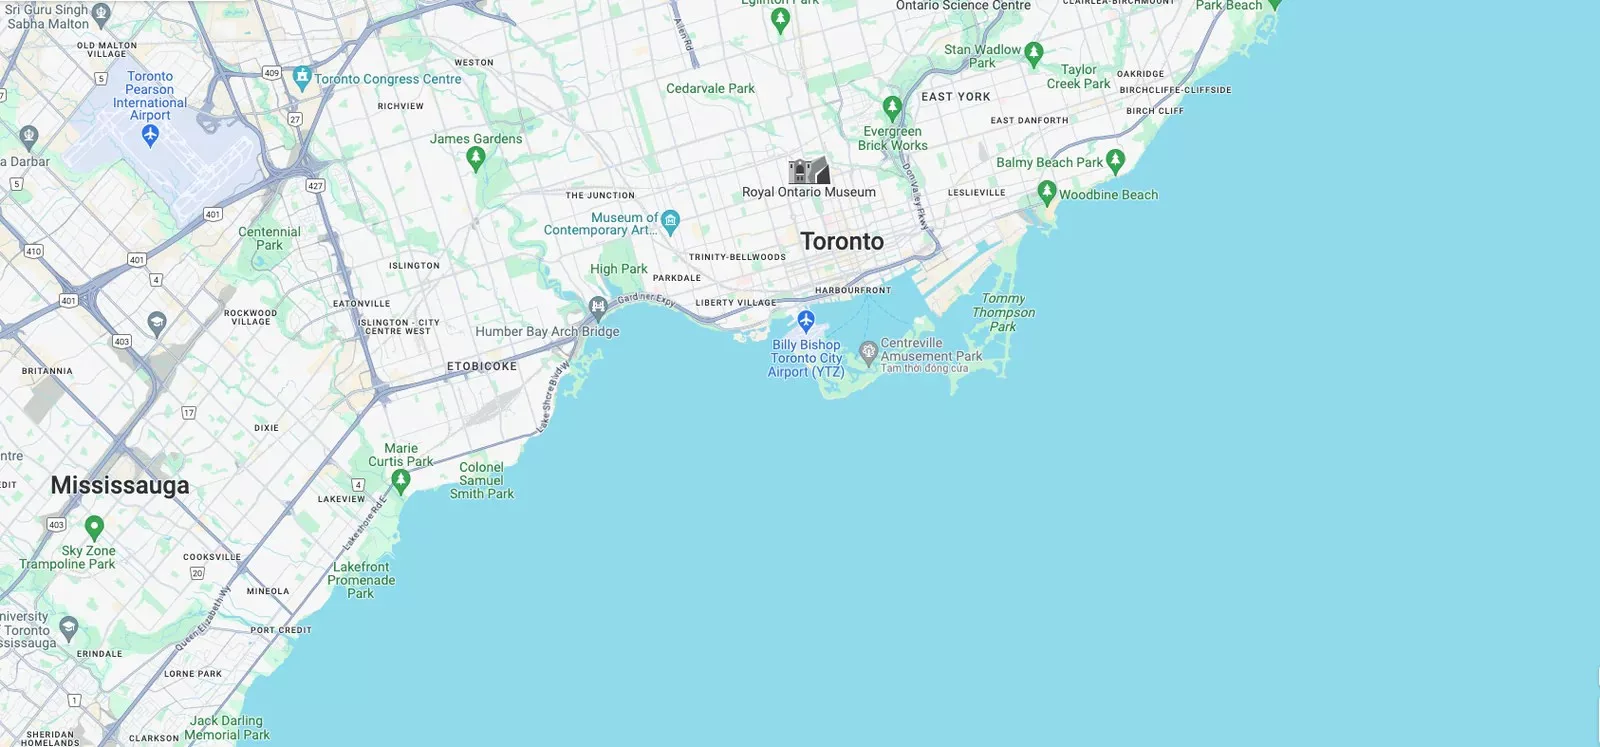 Sri Guru Singh
Sabha Malton
Eglinton Park
Ontario Science Centre
CLAIRLEA-BIRCHMOUNT
Park Beach
OLD MALTON
VILLAGE
Allen Rd
Stan Wadlow
Park
WESTON
409
Toronto Congress Centre
5
Toronto
Pearson
International
Airport
Taylor
Creek Park
OAKRIDGE
BIRCHCLIFFE-CLIFFSIDE
Cedarvale Park
EAST YORK
RICHVIEW
BIRCH CLIFF
27
EAST DANFORTH
Evergreen
Brick Works
James Gardens
a Darbar
Balmy Beach Park
5
427
Royal Ontario Museum
Don Valley Pkwy
LESLIEVILLE
Woodbine Beach
THE JUNCTION
401
Museum of
Contemporary Art...
Centennial
Park
Toronto
410
401
TRINITY-BELLWOODS
ISLINGTON
High Park
PARKDALE
4
HARBOURFRONT
401
EATONVILLE
Gardiner Expy
LIBERTY VILLAGE
Tommy
Thompson
Park
ROCKWOOD
VILLAGE
ISLINGTON - CITY
CENTRE WEST
Humber Bay Arch Bridge
403
Billy Bishop
Toronto City
Airport (YTZ)
Centreville
Amusement Park
Tạm thời đóng cửa
BRITANNIA
ETOBICOKE
Lake Shore Blvd W
17
DIXIE
ntre
Marie
Curtis Park
Colonel
Samuel
Smith Park
EDIT
Mississauga
4
LAKEVIEW
403
Lakeshore Rd E
Sky Zone
Trampoline Park
COOKSVILLE
20
Lakefront
Promenade
Park
MINEOLA
Queen Elizabeth Wy
niversity
f Toronto
ississauga
PORT CREDIT
ERINDALE
LORNE PARK
1
Jack Darling
Memorial Park
SHERIDAN
HOMELANDS
CLARKSON